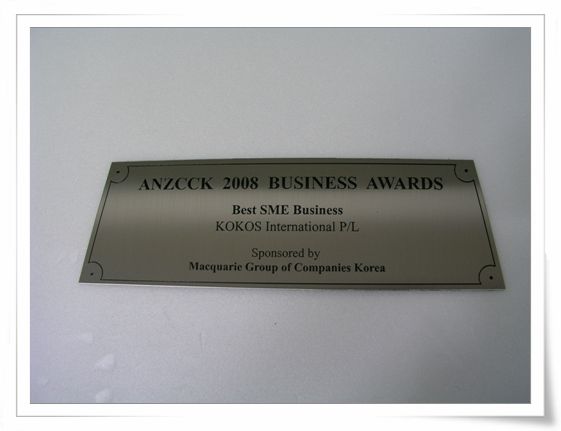 ANZCCK 2008 BUSINESS AWARDS
Best SME Business
KOKOS International P/L
Sponsored by
Macquarie Group of Companies Korea